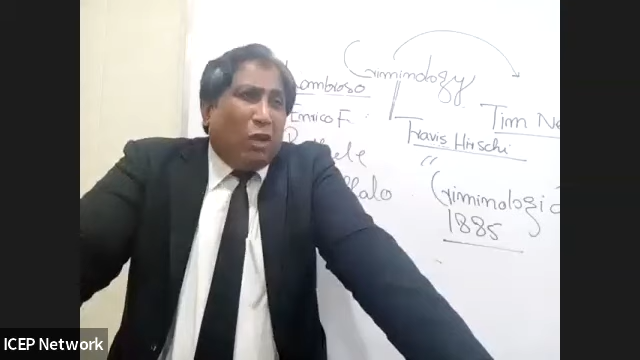 Criminology
Lombroso
Enrico F.
Tim Ne
Travis Hirschi
"Criminologia
1885
ICEP Network